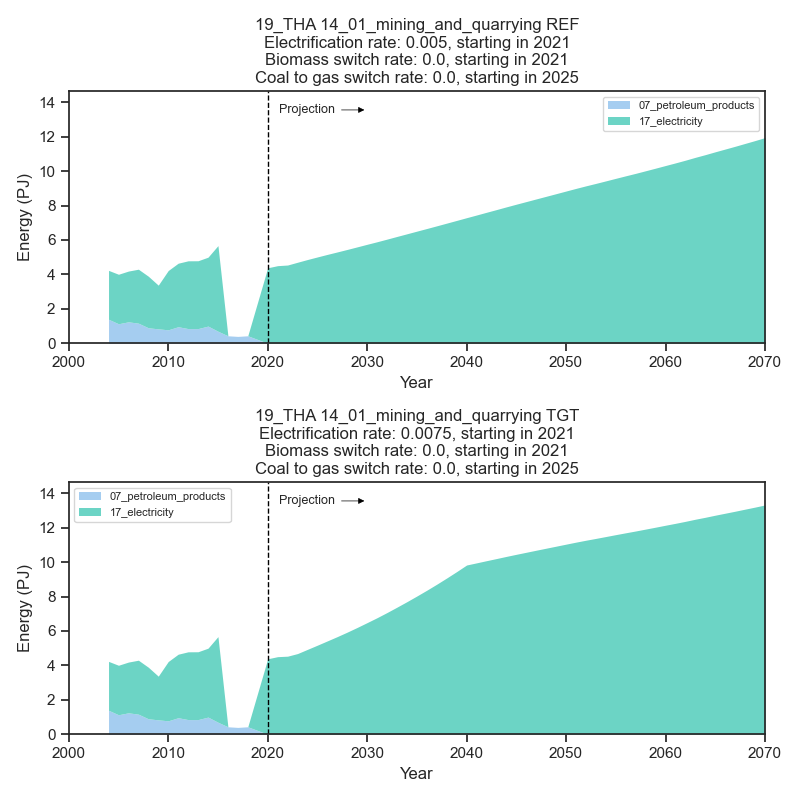 19_THA 14_01_mining_and_quarrying REF
Electrification rate: 0.005, starting in 2021
Biomass switch rate: 0.0, starting in 2021
Coal to gas switch rate: 0.0, starting in 2025
Projection
07_petroleum_products
17_electricity
14
12
10
8
6
4
2
0
Energy (PJ)
2000 2010 2020 2030 2040 2050 2060 2070
Year
19_THA 14_01_mining_and_quarrying TGT
Electrification rate: 0.0075, starting in 2021
Biomass switch rate: 0.0, starting in 2021
Coal to gas switch rate: 0.0, starting in 2025
07_petroleum_products
17_electricity
Projection
14
12
10
8
6
4
2
0
Energy (PJ)
2000 2010 2020 2030 2040 2050 2060 2070
Year